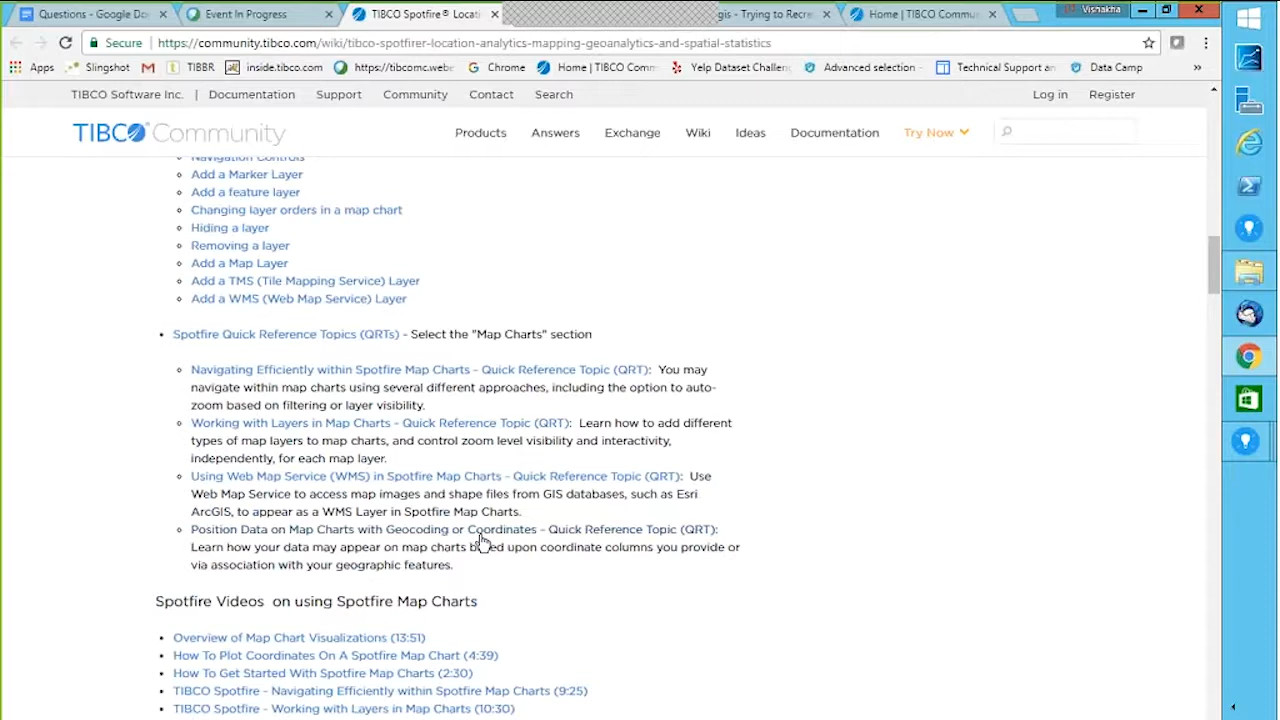 Questions - Google Do
Event In Progress
TIBCO Spotfire® Locati
gis - Trying to Recre
Home | TIBCO Commu
Vishakha
Secure
https://community.tibco.com/wiki/tibco-spotfirer-location-analytics-mapping-geoanalytics-and-spatial-statistics
Apps
Slingshot
TIBBR
inside.tibco.com
https://tibcomc.webe
Chrome
Home | TIBCO Comm
Yelp Dataset Challen
Advanced selection -
Technical Support an
Data Camp
»
TIBCO Software Inc. | Documentation Support Community Contact Search Log in Register
TIBCO Community
Products Answers Exchange Wiki Ideas Documentation Try Now
Navigation Controls
Add a Marker Layer
Add a feature layer
Changing layer orders in a map chart
Hiding a layer
Removing a layer
Add a Map Layer
Add a TMS (Tile Mapping Service) Layer
Add a WMS (Web Map Service) Layer
Spotfire Quick Reference Topics (QRTs) - Select the "Map Charts" section
Navigating Efficiently within Spotfire Map Charts - Quick Reference Topic (QRT): You may
navigate within map charts using several different approaches, including the option to auto-
zoom based on filtering or layer visibility.
Working with Layers in Map Charts - Quick Reference Topic (QRT): Learn how to add different
types of map layers to map charts, and control zoom level visibility and interactivity,
independently, for each map layer.
Using Web Map Service (WMS) in Spotfire Map Charts - Quick Reference Topic (QRT): Use
Web Map Service to access map images and shape files from GIS databases, such as Esri
ArcGIS, to appear as a WMS Layer in Spotfire Map Charts.
Position Data on Map Charts with Geocoding or Coordinates - Quick Reference Topic (QRT):
Learn how your data may appear on map charts based upon coordinate columns you provide or
via association with your geographic features.
Spotfire Videos on using Spotfire Map Charts
Overview of Map Chart Visualizations (13:51)
How To Plot Coordinates On A Spotfire Map Chart (4:39)
How To Get Started With Spotfire Map Charts (2:30)
TIBCO Spotfire - Navigating Efficiently within Spotfire Map Charts (9:25)
TIBCO Spotfire - Working with Layers in Map Charts (10:30)